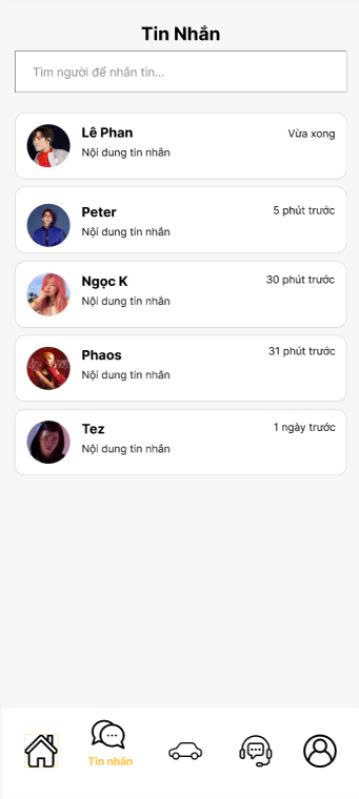 Tin Nhắn
Tìm người để nhắn tin...
Lê Phan
Vừa xong
Nội dung tin nhắn
Peter
5 phút trước
Nội dung tin nhắn
Ngọc K
30 phút trước
Nội dung tin nhắn
Phaos
31 phút trước
Nội dung tin nhắn
Tez
1 ngày trước
Nội dung tin nhắn
Tin nhắn